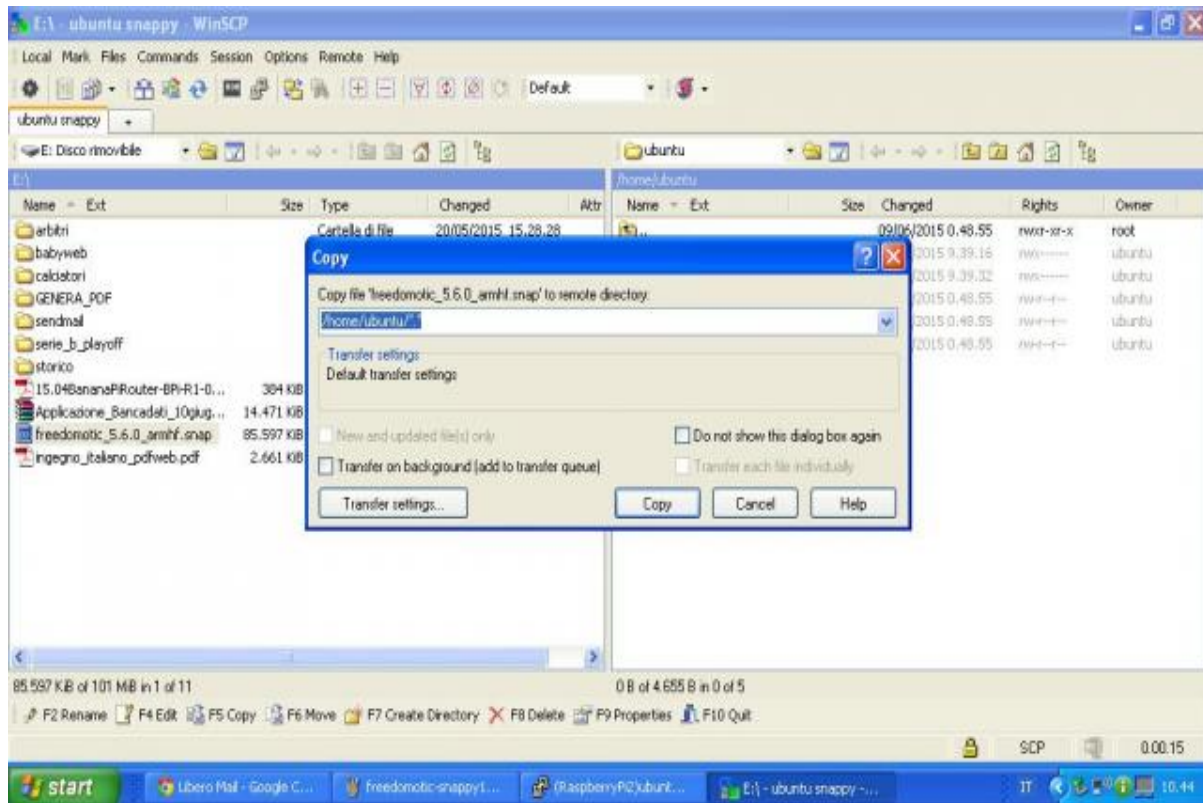 E:\ - ubuntu snappy - WinSCP
Local Mark Files Commands Session Options Remote Help
Default
ubuntu snappy
E: Disco rimovibile
ubuntu
E:\
/home/ubuntu
Name Ext Size Type Changed Attr
Name Ext Size Changed Rights Owner
arbitri Cartella di file 20/05/2015 15.28.28
.. 09/06/2015 0.48.55 rwxr-xr-x root
babyweb
2015 9.39.16 rwx------ ubuntu
calciatori
2015 9.39.32 rwx------ ubuntu
GENERA_PDF
2015 0.48.55 rw-r--r-- ubuntu
sendmail
2015 0.48.55 rw-r--r-- ubuntu
serie_b_playoff
2015 0.48.55 rw-r--r-- ubuntu
storico
15.04BananaPiRouter-BPi-R1-0... 384 KiB
Applicazione_Bancadati_10giug... 14.471 KiB
freedomotic_5.6.0_armhf.snap 85.597 KiB
ingegno_italiano_pdfweb.pdf 2.661 KiB
Copy
Copy file 'freedomotic_5.6.0_armhf.snap' to remote directory:
/home/ubuntu/*.*
Transfer settings
Default transfer settings
New and updated file(s) only
Do not show this dialog box again
Transfer on background (add to transfer queue)
Transfer each file individually
Transfer settings...
Copy
Cancel
Help
85.597 KiB of 101 MiB in 1 of 11
0 B of 4.655 B in 0 of 5
F2 Rename F4 Edit F5 Copy F6 Move F7 Create Directory F8 Delete F9 Properties F10 Quit
SCP 0.00.15
start
Libero Mail - Google C...
freedomotic-snappy1...
(RaspberryPi2)ubunt...
E:\ - ubuntu snappy -...
IT
10.44